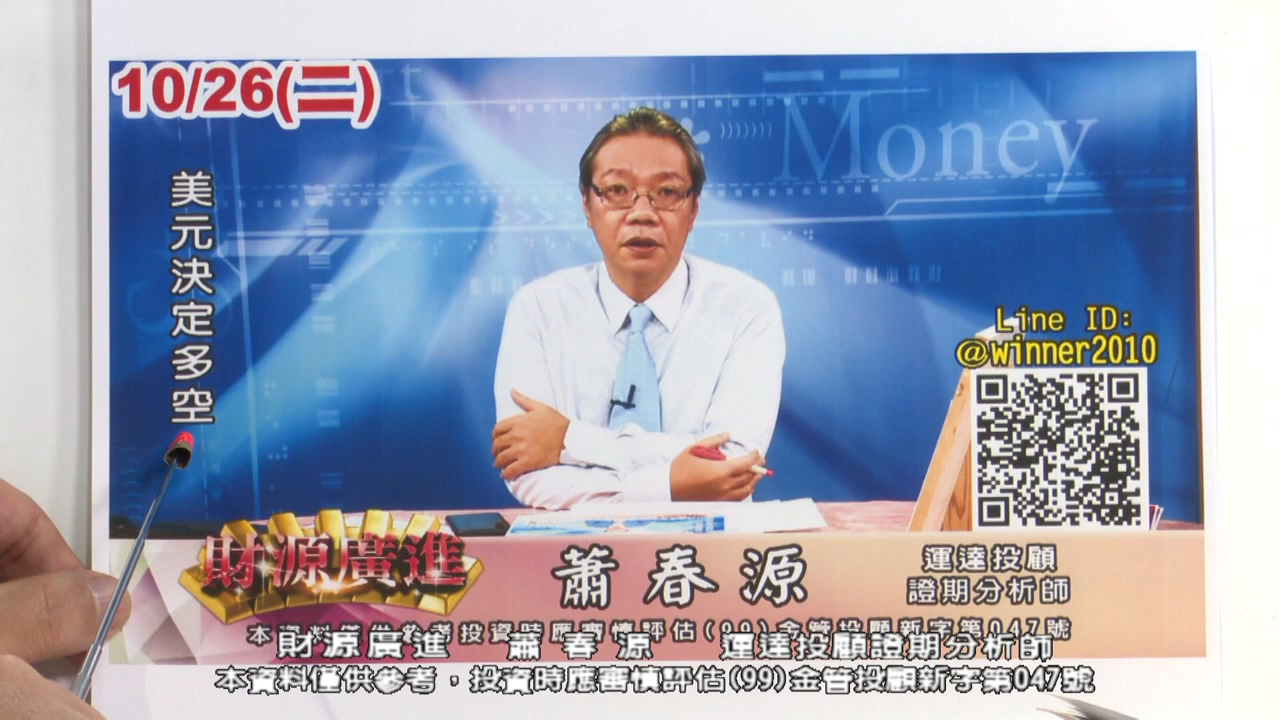 10/26(二)
Money
美元決定多空
Line ID:
@winner2010
財源廣進
蕭春源
運達投顧
證期分析師
本資料僅供參考投資時應審慎評估(99)金管投顧新字第047號
財源廣進 蕭春源 運達投顧證期分析師
本資料僅供參考，投資時應審慎評估(99)金管投顧新字第047號